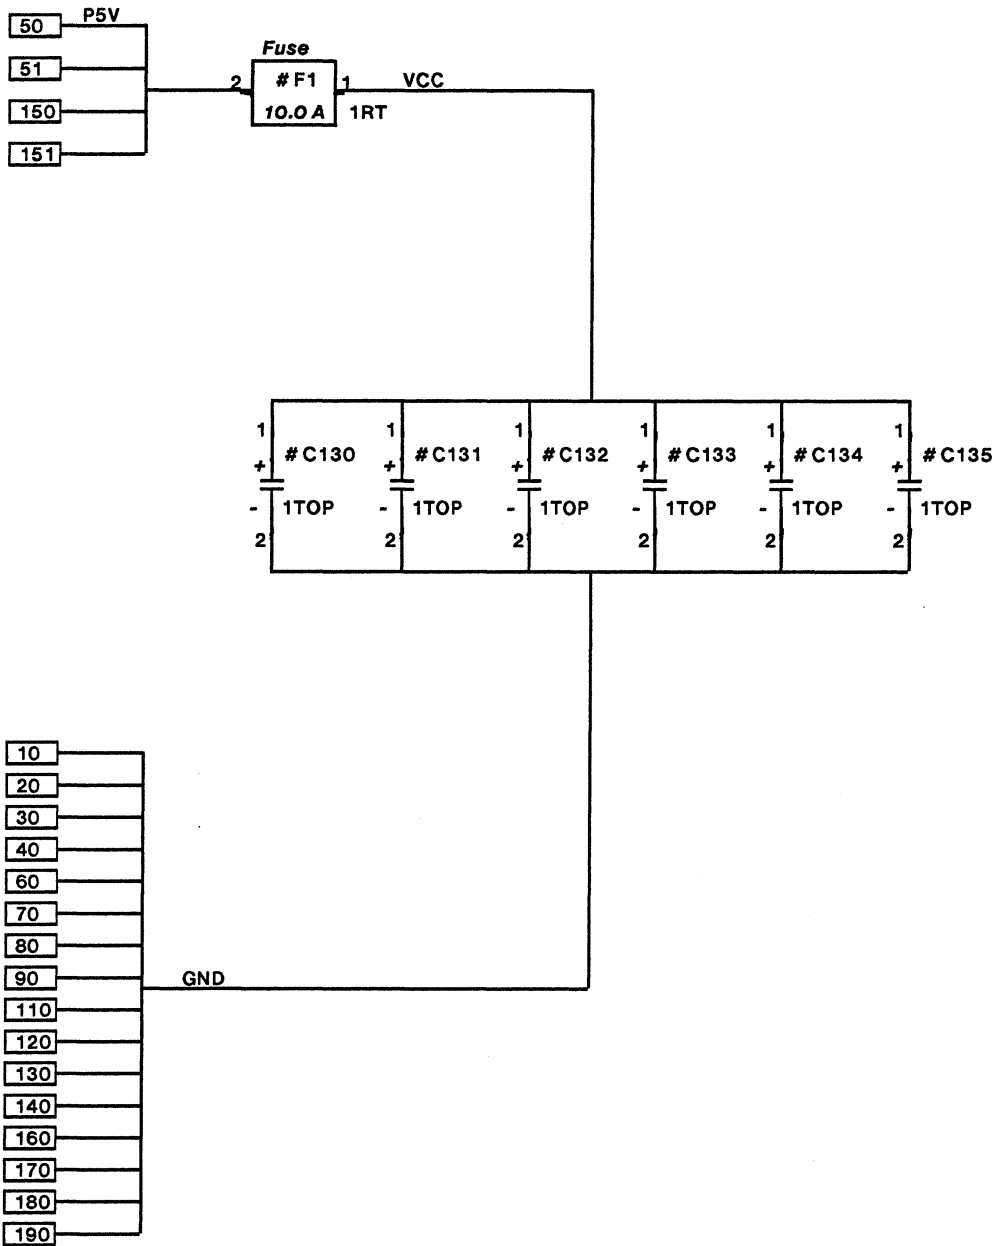 50 P5V
51
150
151
Fuse
2 #F1 1 VCC
10.0 A 1RT
1 1 1 1 1 1
#C130 #C131 #C132 #C133 #C134 #C135
+ + + + + +
- 1TOP - 1TOP - 1TOP - 1TOP - 1TOP - 1TOP
2 2 2 2 2 2
10
20
30
40
60
70
80
90
GND
110
120
130
140
160
170
180
190